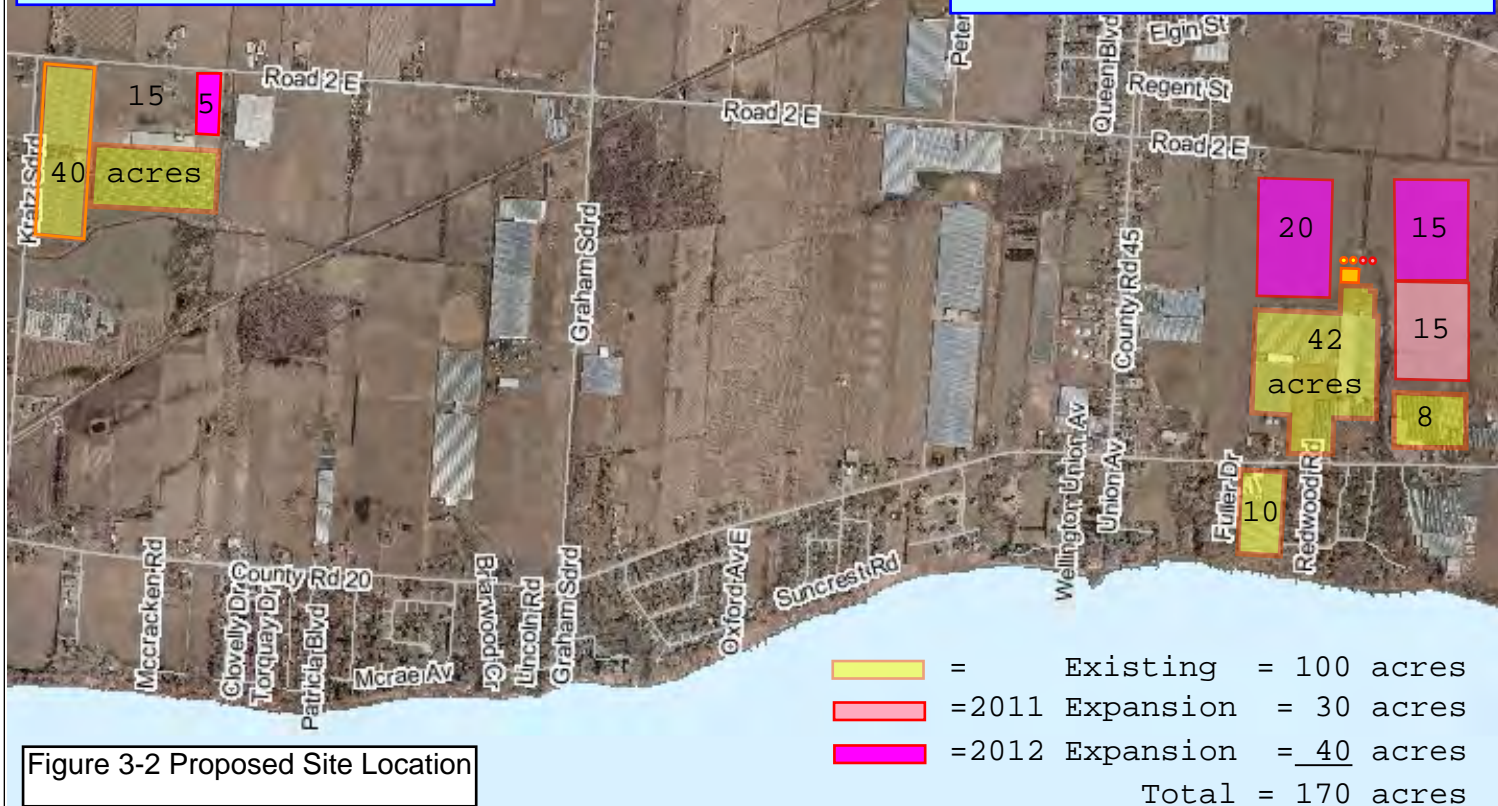 Elgin St
Peter
Queen Blvd
Regent St
Road 2 E
Road 2 E
Road 2 E
15
5
40 acres
Kratz Sdrd
Graham Sdrd
County Rd 45
20
15
42
acres
15
8
10
Wellington Union Av
Union Av
Fuller Dr
Redwood Rd
Mccracken Rd
Clovelly Dr
Torquay Dr
Patricia Blvd
County Rd 20
Mcrae Av
Briarwood Cr
Lincoln Rd
Graham Sdrd
Oxford Av E
Suncrest Rd
= Existing = 100 acres
=2011 Expansion = 30 acres
=2012 Expansion = 40 acres
Total = 170 acres
Figure 3-2 Proposed Site Location